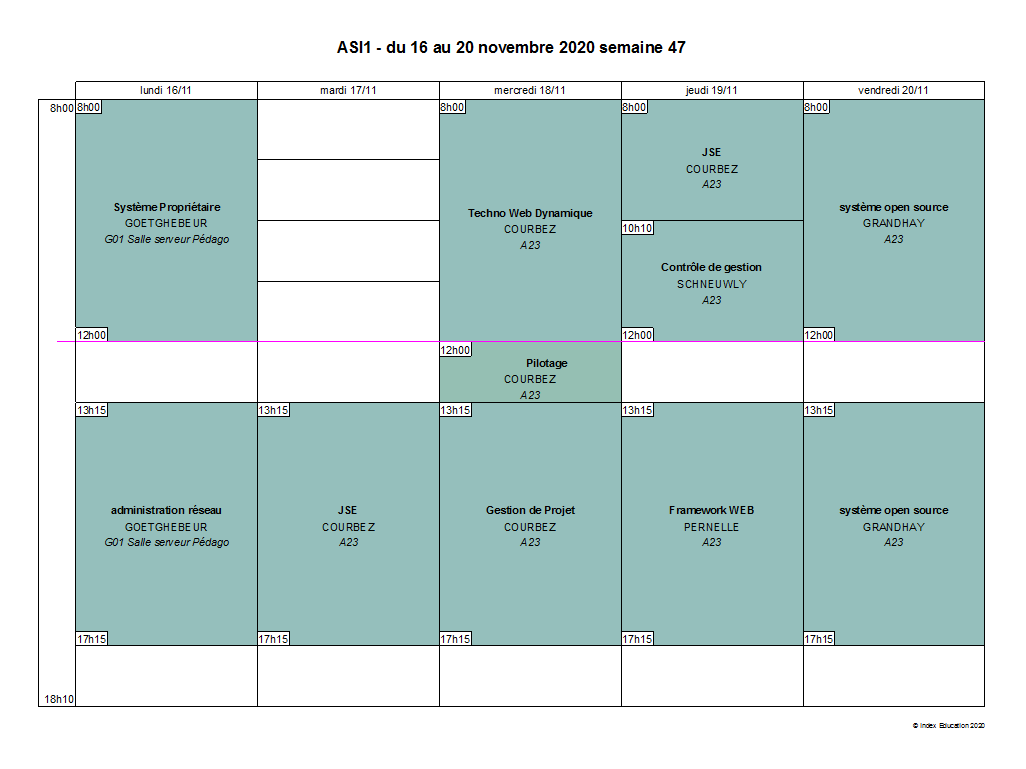 ASI1 - du 16 au 20 novembre 2020 semaine 47
lundi 16/11
mardi 17/11
mercredi 18/11
jeudi 19/11
vendredi 20/11
8h00
8h00
Système Propriétaire
GOETGHEBEUR
G01 Salle serveur Pédago
12h00
8h00
Techno Web Dynamique
COURBEZ
A23
8h00
JSE
COURBEZ
A23
10h10
Contrôle de gestion
SCHNEUWLY
A23
12h00
8h00
système open source
GRANDHAY
A23
12h00
12h00
Pilotage
COURBEZ
A23
13h15
administration réseau
GOETGHEBEUR
G01 Salle serveur Pédago
17h15
13h15
JSE
COURBEZ
A23
17h15
13h15
Gestion de Projet
COURBEZ
A23
17h15
13h15
Framework WEB
PERNELLE
A23
17h15
13h15
système open source
GRANDHAY
A23
17h15
18h10
© Index Education 2020